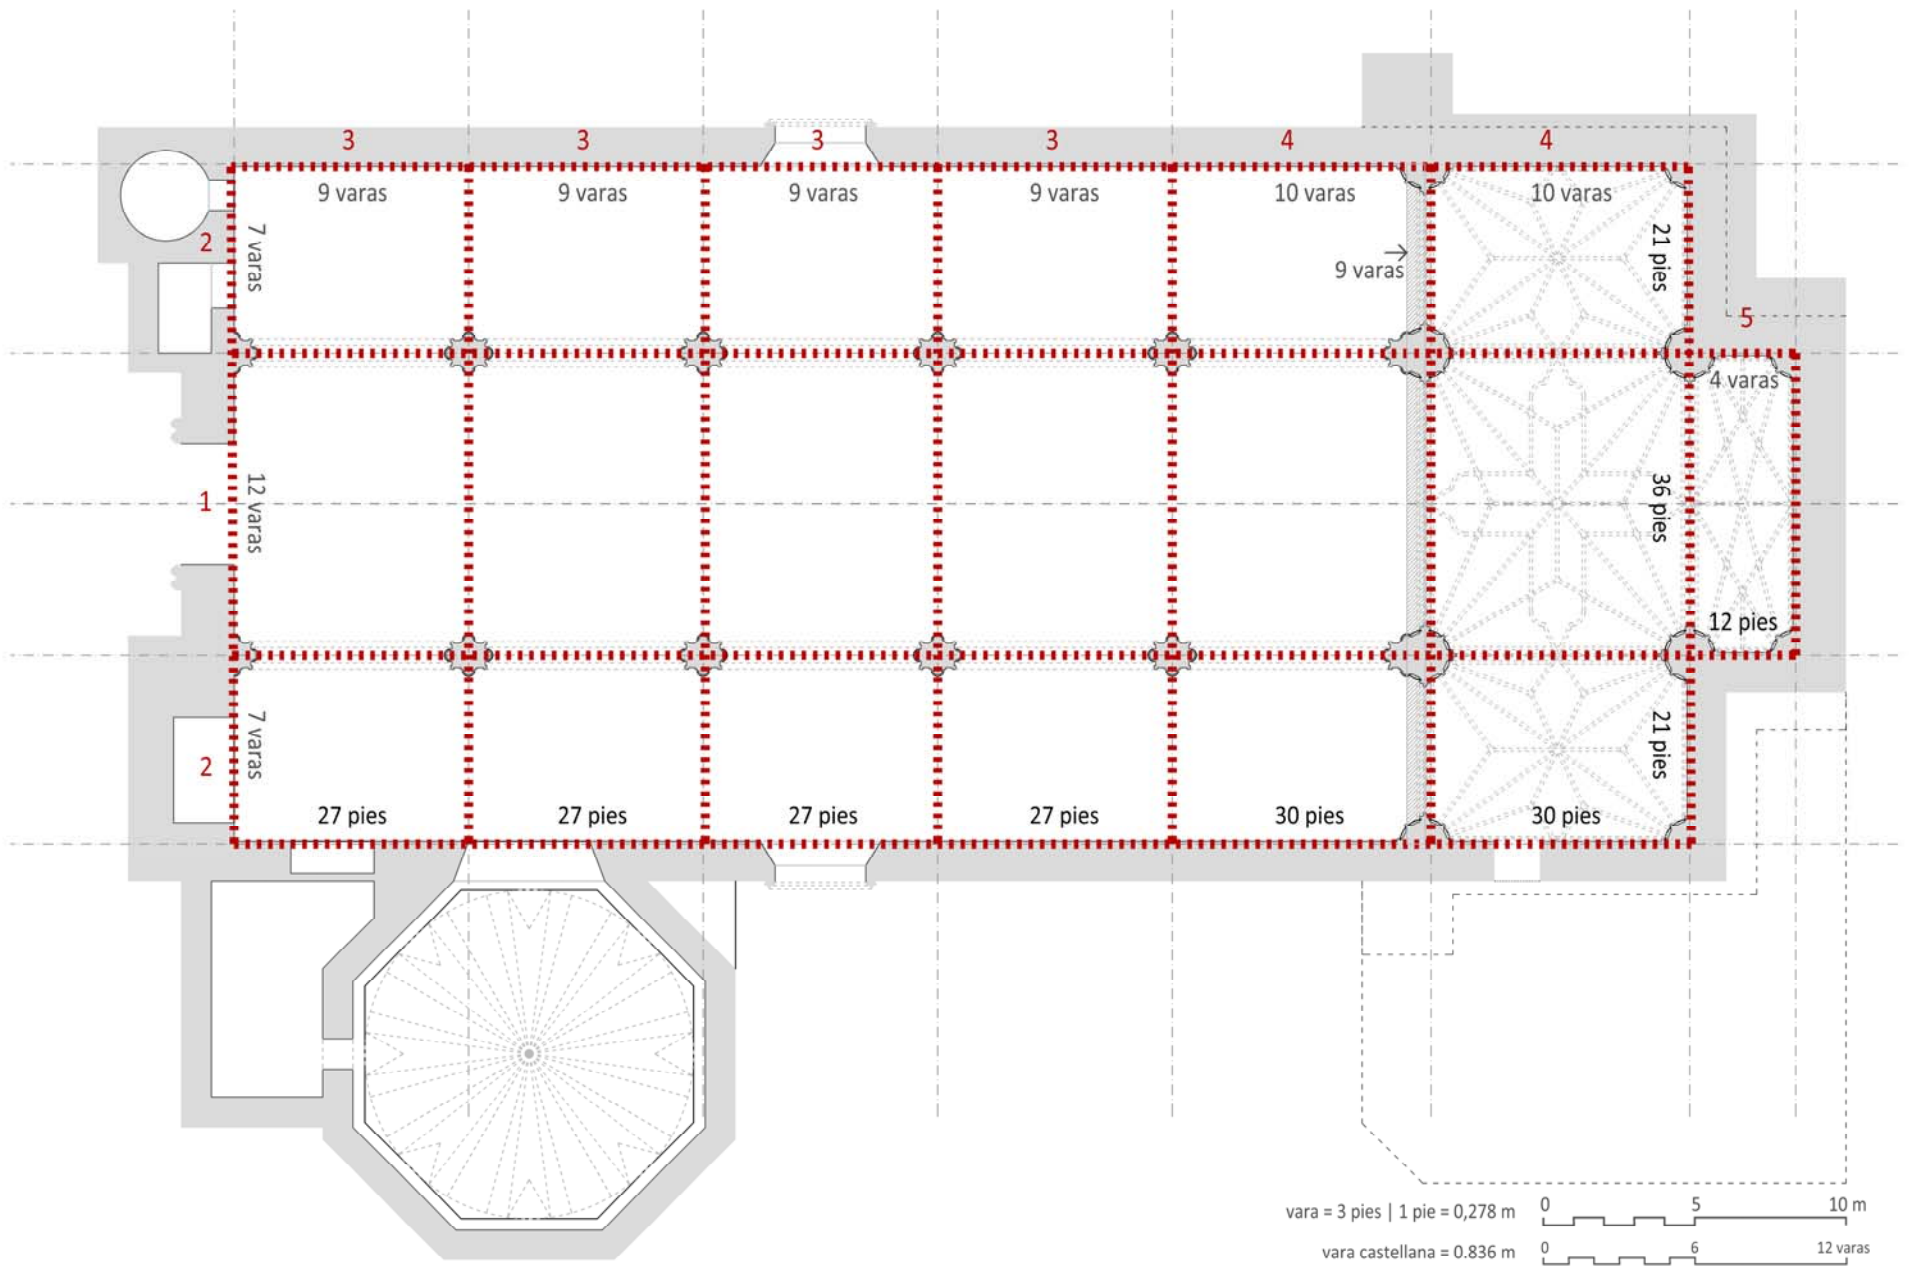 3 3 3 3 4 4
9 varas 9 varas 9 varas 9 varas 10 varas 10 varas
2
7 varas
21 pies
9 varas
5
4 varas
1
12 varas
36 pies
12 pies
2
7 varas
21 pies
27 pies 27 pies 27 pies 27 pies 30 pies 30 pies
vara = 3 pies | 1 pie = 0,278 m
0 5 10 m
vara castellana = 0.836 m
0 6 12 varas